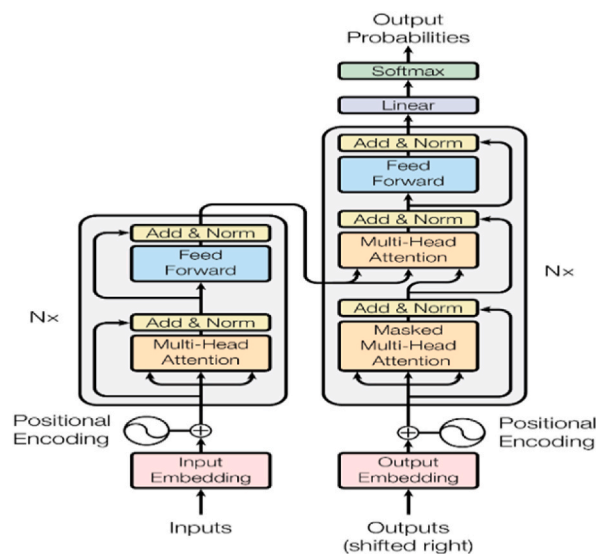 Output
Probabilities
Softmax
Linear
Add & Norm
Feed
Forward
Add & Norm
Multi-Head
Attention
Add & Norm
Masked
Multi-Head
Attention
Nx
Add & Norm
Feed
Forward
Add & Norm
Multi-Head
Attention
Nx
Positional
Encoding
Input
Embedding
Inputs
Positional
Encoding
Output
Embedding
Outputs
(shifted right)